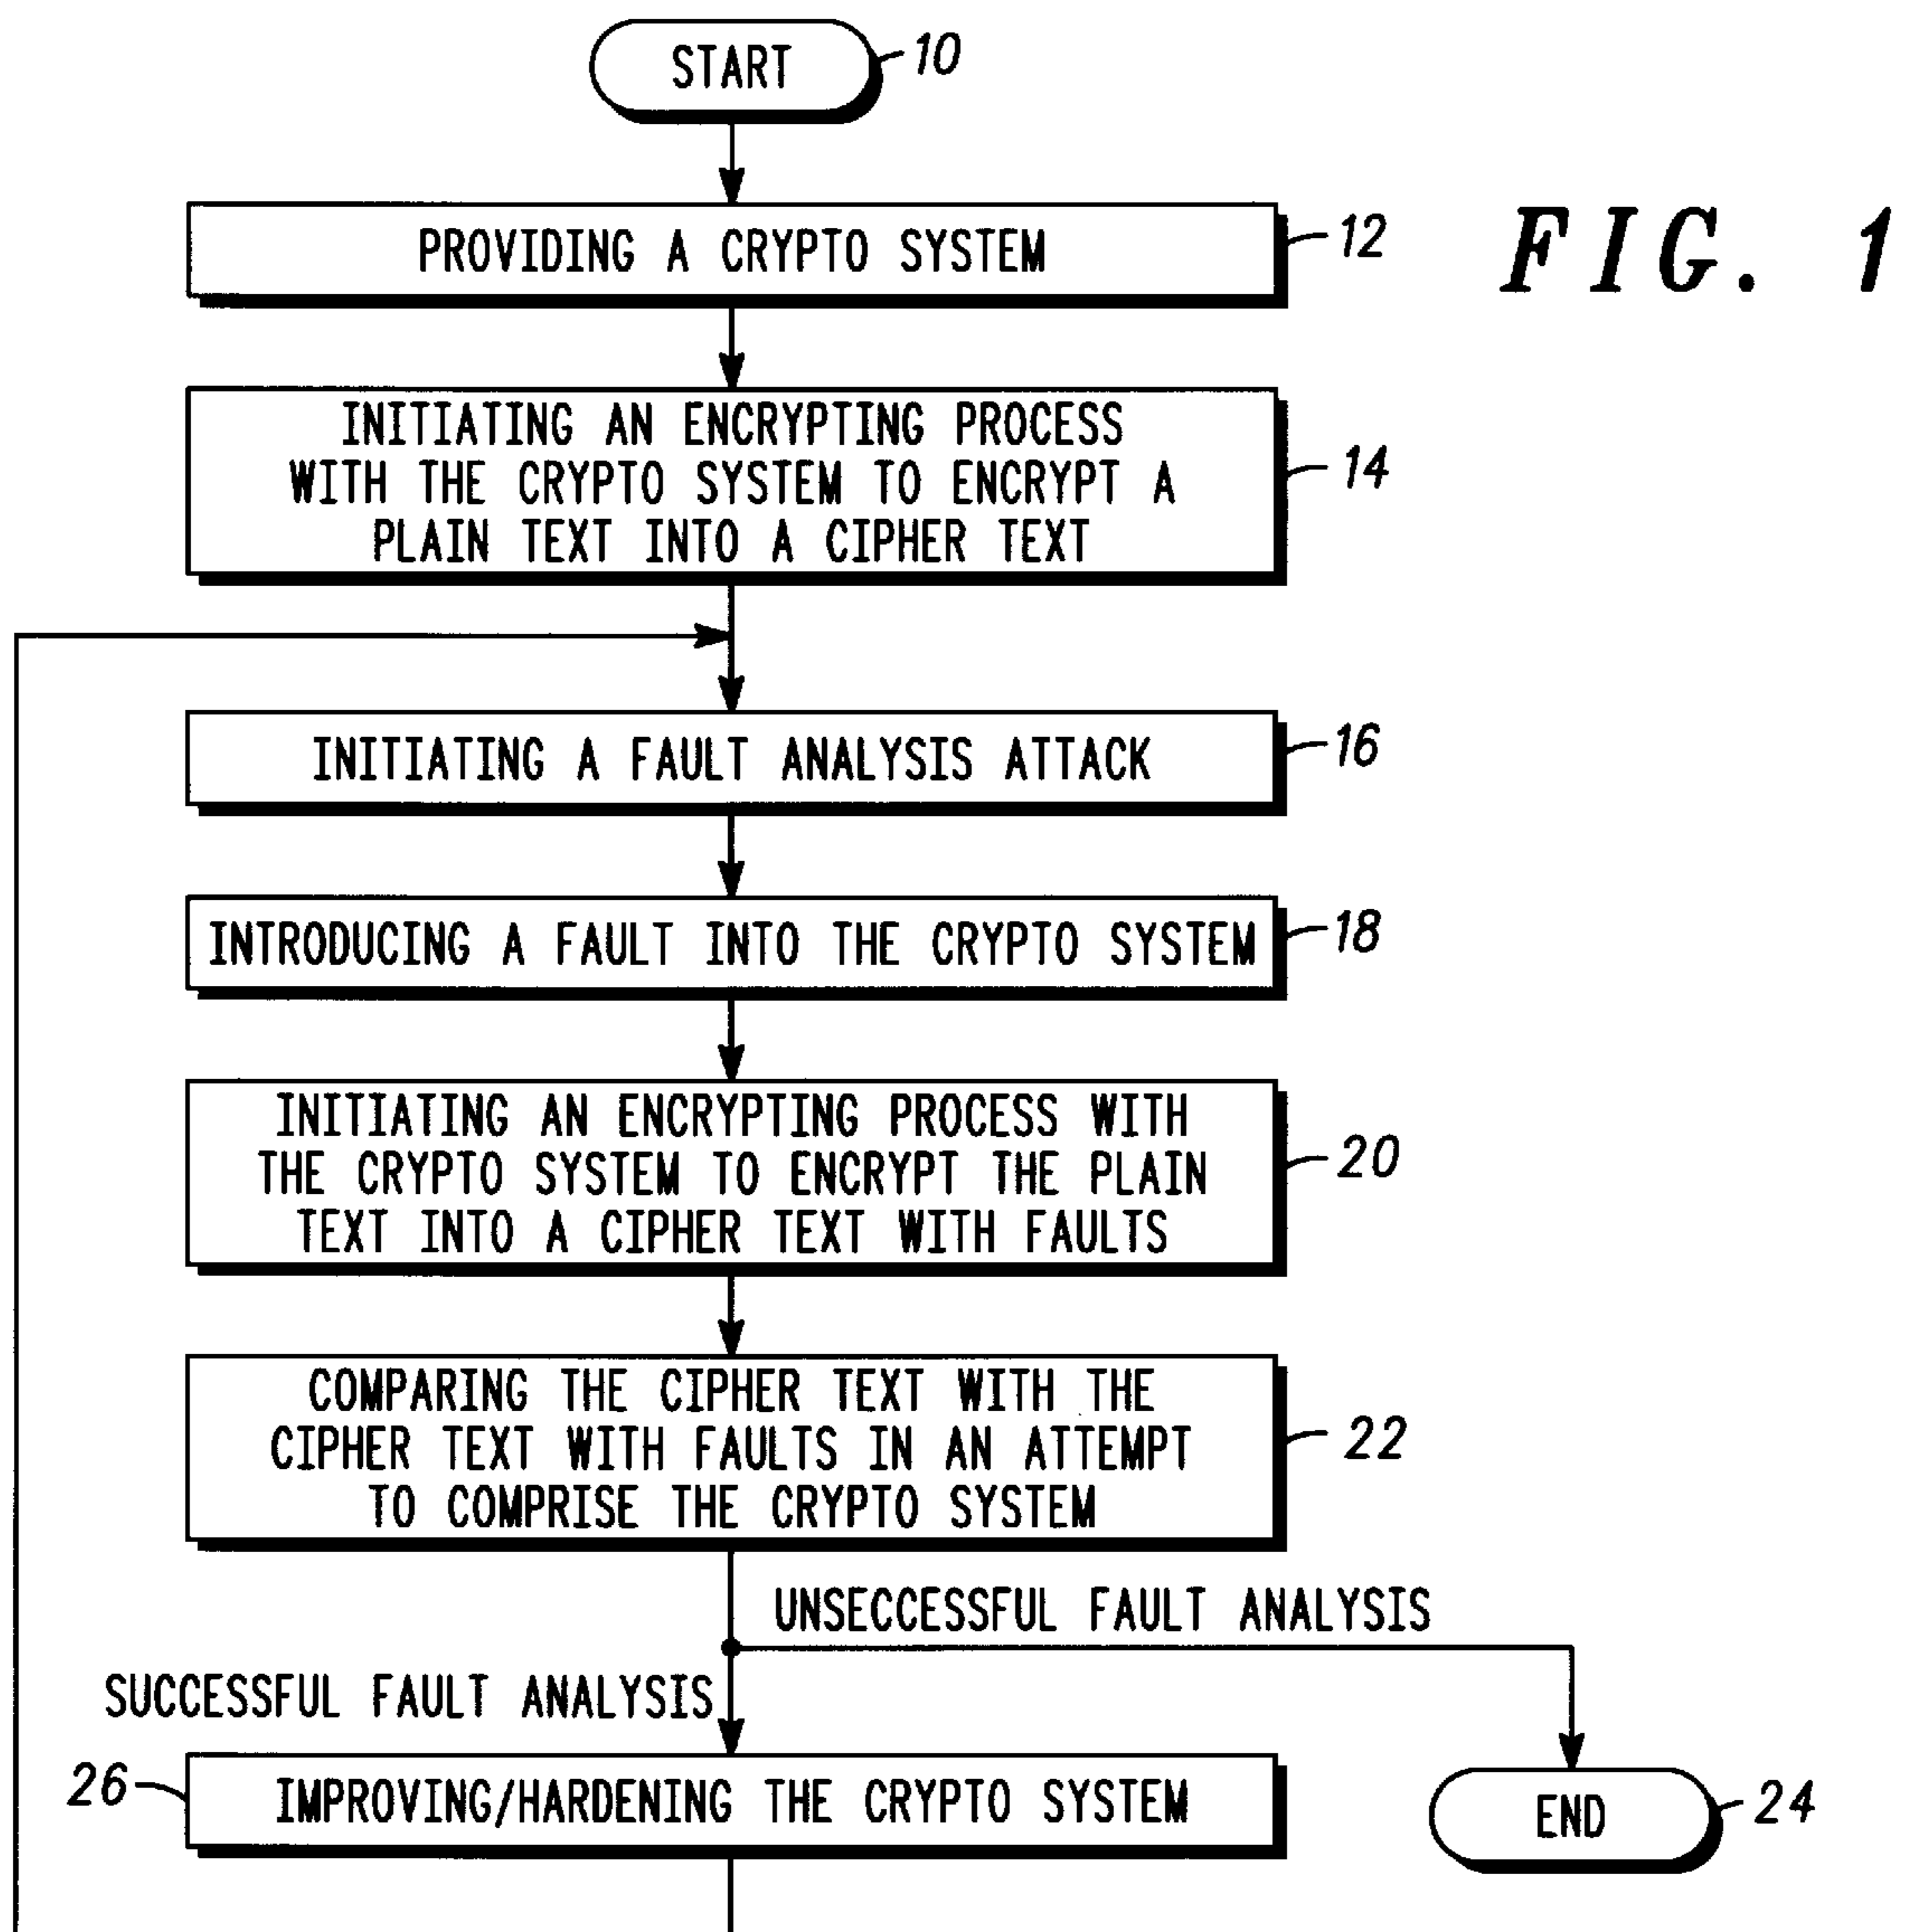 START
10
PROVIDING A CRYPTO SYSTEM
12
FIG. 1
INITIATING AN ENCRYPTING PROCESS
WITH THE CRYPTO SYSTEM TO ENCRYPT A
PLAIN TEXT INTO A CIPHER TEXT
14
INITIATING A FAULT ANALYSIS ATTACK
16
INTRODUCING A FAULT INTO THE CRYPTO SYSTEM
18
INITIATING AN ENCRYPTING PROCESS WITH
THE CRYPTO SYSTEM TO ENCRYPT THE PLAIN
TEXT INTO A CIPHER TEXT WITH FAULTS
20
COMPARING THE CIPHER TEXT WITH THE
CIPHER TEXT WITH FAULTS IN AN ATTEMPT
TO COMPRISE THE CRYPTO SYSTEM
22
UNSECCESSFUL FAULT ANALYSIS
SUCCESSFUL FAULT ANALYSIS
26
IMPROVING/HARDENING THE CRYPTO SYSTEM
END
24